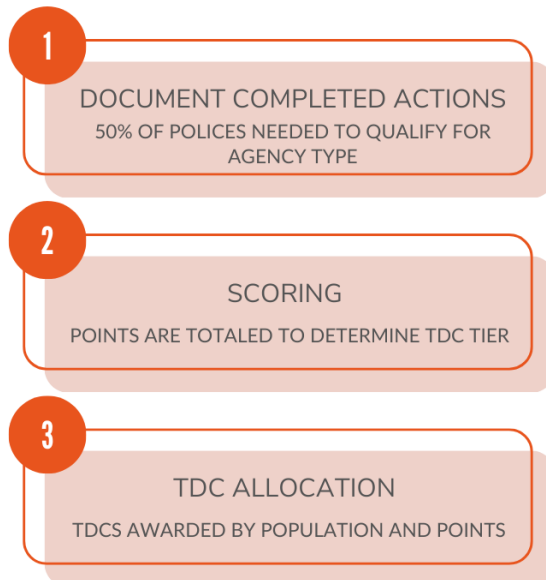 1
DOCUMENT COMPLETED ACTIONS
50% OF POLICES NEEDED TO QUALIFY FOR
AGENCY TYPE
2
SCORING
POINTS ARE TOTALED TO DETERMINE TDC TIER
3
TDC ALLOCATION
TDCS AWARDED BY POPULATION AND POINTS